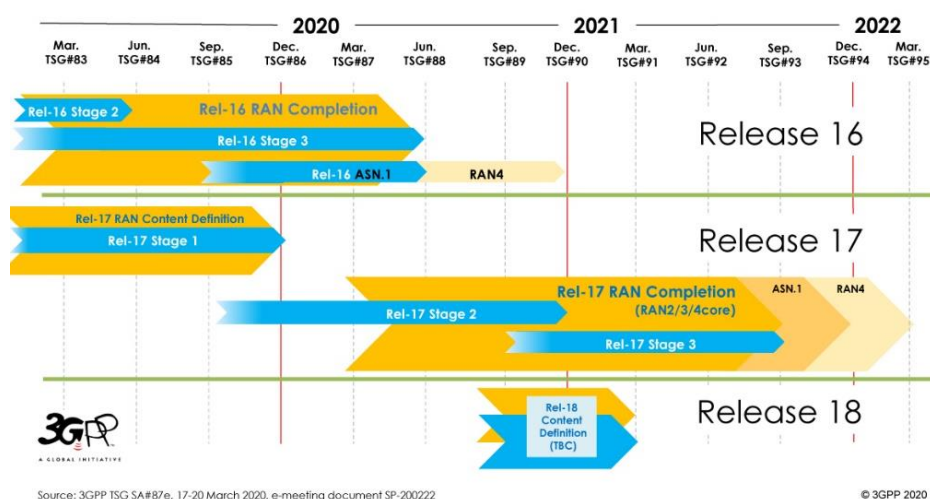 2020 2021 2022
Mar. Jun. Sep. Dec. Mar. Jun. Sep. Dec. Mar. Jun. Sep. Dec. Mar.
TSG#83 TSG#84 TSG#85 TSG#86 TSG#87 TSG#88 TSG#89 TSG#90 TSG#91 TSG#92 TSG#93 TSG#94 TSG#95
Rel-16 Stage 2
Rel-16 RAN Completion
Rel-16 Stage 3
Release 16
Rel-16 ASN.1
RAN4
Rel-17 RAN Content Definition
Rel-17 Stage 1
Release 17
Rel-17 RAN Completion
(RAN2/3/4core)
ASN.1
RAN4
Rel-17 Stage 2
Rel-17 Stage 3
Rel-18
Content
Definition
(TBC)
Release 18
3GPP™
A GLOBAL INITIATIVE
Source: 3GPP TSG SA#87e, 17-20 March 2020, e-meeting document SP-200222
© 3GPP 2020